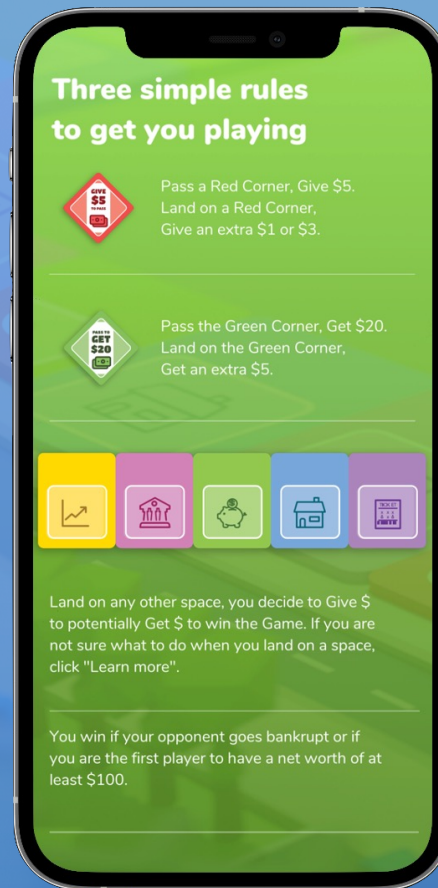 Three simple rules
to get you playing
GIVE
$5
TO PASS
Pass a Red Corner, Give $5.
Land on a Red Corner,
Give an extra $1 or $3.
PASS TO
GET
$20
Pass the Green Corner, Get $20.
Land on the Green Corner,
Get an extra $5.
$
TICKET
Land on any other space, you decide to Give $
to potentially Get $ to win the Game. If you are
not sure what to do when you land on a space,
click "Learn more".
You win if your opponent goes bankrupt or if
you are the first player to have a net worth of at
least $100.